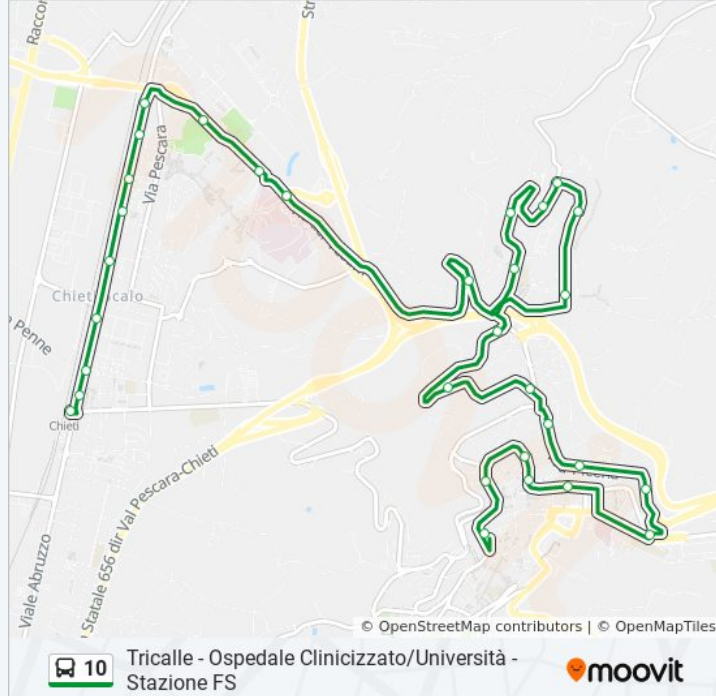 Raccor
Str
Via Pescara
Chieti Scalo
a Penne
Chieti
Statale 656 dir Val Pescara-Chieti
Viale Abruzzo
© OpenStreetMap contributors | © OpenMapTiles
10
Tricalle - Ospedale Clinicizzato/Università -
Stazione FS
moovit